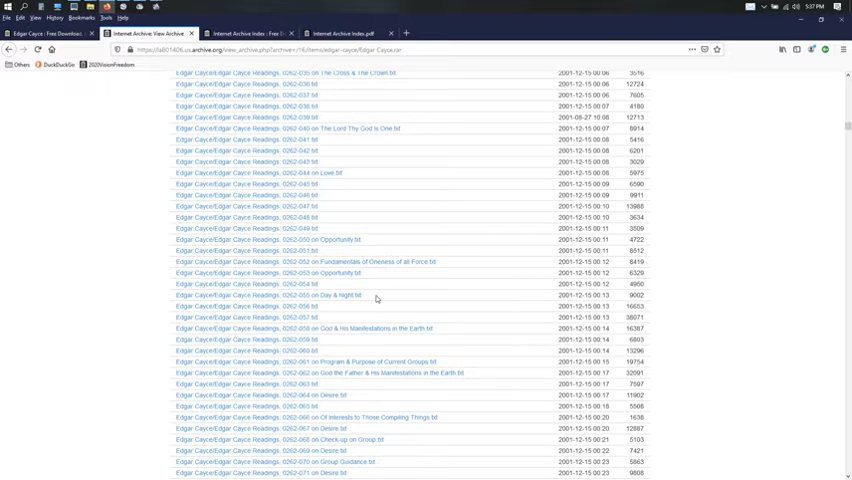 5:37 PM
File Edit View History Bookmarks Tools Help
Edgar Cayce : Free Download, Internet Archive: View Archive Internet Archive Index : Free D Internet Archive Index.pdf
https://ia801406.us.archive.org/view_archive.php?archive=/16/items/edgar-cayce/Edgar Cayce.rar
Others DuckDuckGo 2020VisionFreedom
Edgar Cayce/Edgar Cayce Readings, 0262-035 on The Cross & The Crown.txt 2001-12-15 00:06 3516
Edgar Cayce/Edgar Cayce Readings, 0262-036.txt 2001-12-15 00:06 12724
Edgar Cayce/Edgar Cayce Readings, 0262-037.txt 2001-12-15 00:06 7605
Edgar Cayce/Edgar Cayce Readings, 0262-038.txt 2001-12-15 00:07 4180
Edgar Cayce/Edgar Cayce Readings, 0262-039.txt 2001-08-27 10:08 12713
Edgar Cayce/Edgar Cayce Readings, 0262-040 on The Lord Thy God Is One.txt 2001-12-15 00:07 8914
Edgar Cayce/Edgar Cayce Readings, 0262-041.txt 2001-12-15 00:08 5416
Edgar Cayce/Edgar Cayce Readings, 0262-042.txt 2001-12-15 00:08 6201
Edgar Cayce/Edgar Cayce Readings, 0262-043.txt 2001-12-15 00:08 3029
Edgar Cayce/Edgar Cayce Readings, 0262-044 on Love.txt 2001-12-15 00:08 5975
Edgar Cayce/Edgar Cayce Readings, 0262-045.txt 2001-12-15 00:09 6590
Edgar Cayce/Edgar Cayce Readings, 0262-046.txt 2001-12-15 00:09 9911
Edgar Cayce/Edgar Cayce Readings, 0262-047.txt 2001-12-15 00:10 13988
Edgar Cayce/Edgar Cayce Readings, 0262-048.txt 2001-12-15 00:10 3634
Edgar Cayce/Edgar Cayce Readings, 0262-049.txt 2001-12-15 00:11 3509
Edgar Cayce/Edgar Cayce Readings, 0262-050 on Opportunity.txt 2001-12-15 00:11 4722
Edgar Cayce/Edgar Cayce Readings, 0262-051.txt 2001-12-15 00:11 8512
Edgar Cayce/Edgar Cayce Readings, 0262-052 on Fundamentals of Oneness of all Force.txt 2001-12-15 00:12 8419
Edgar Cayce/Edgar Cayce Readings, 0262-053 on Opportunity.txt 2001-12-15 00:12 6329
Edgar Cayce/Edgar Cayce Readings, 0262-054.txt 2001-12-15 00:12 4950
Edgar Cayce/Edgar Cayce Readings, 0262-055 on Day & Night.txt 2001-12-15 00:13 9002
Edgar Cayce/Edgar Cayce Readings, 0262-056.txt 2001-12-15 00:13 16653
Edgar Cayce/Edgar Cayce Readings, 0262-057.txt 2001-12-15 00:13 38071
Edgar Cayce/Edgar Cayce Readings, 0262-058 on God & His Manifestations in the Earth.txt 2001-12-15 00:14 16387
Edgar Cayce/Edgar Cayce Readings, 0262-059.txt 2001-12-15 00:14 6803
Edgar Cayce/Edgar Cayce Readings, 0262-060.txt 2001-12-15 00:14 13296
Edgar Cayce/Edgar Cayce Readings, 0262-061 on Program & Purpose of Current Groups.txt 2001-12-15 00:15 19754
Edgar Cayce/Edgar Cayce Readings, 0262-062 on God the Father & His Manifestations in the Earth.txt 2001-12-15 00:17 32091
Edgar Cayce/Edgar Cayce Readings, 0262-063.txt 2001-12-15 00:17 7597
Edgar Cayce/Edgar Cayce Readings, 0262-064 on Desire.txt 2001-12-15 00:17 11902
Edgar Cayce/Edgar Cayce Readings, 0262-065.txt 2001-12-15 00:18 5508
Edgar Cayce/Edgar Cayce Readings, 0262-066 on Of Interests to Those Compiling Things.txt 2001-12-15 00:20 1638
Edgar Cayce/Edgar Cayce Readings, 0262-067 on Desire.txt 2001-12-15 00:20 12887
Edgar Cayce/Edgar Cayce Readings, 0262-068 on Check-up on Group.txt 2001-12-15 00:21 5103
Edgar Cayce/Edgar Cayce Readings, 0262-069 on Desire.txt 2001-12-15 00:22 7421
Edgar Cayce/Edgar Cayce Readings, 0262-070 on Group Guidance.txt 2001-12-15 00:23 5863
Edgar Cayce/Edgar Cayce Readings, 0262-071 on Desire.txt 2001-12-15 00:23 9808